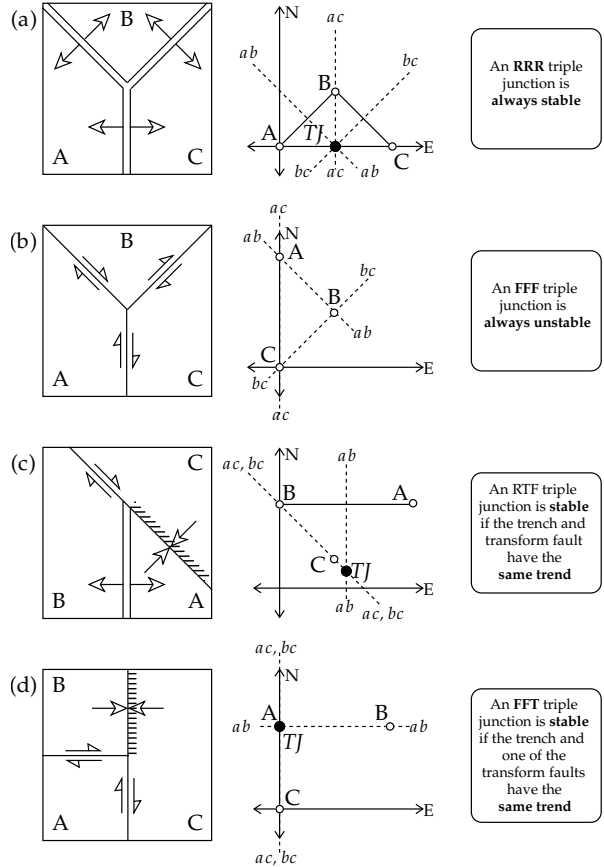 (a)
B
A
C
N
ac
ab
bc
B
A
TJ
C
E
bc
ac
ab
An RRR triple
junction is
always stable
(b)
B
A
C
ac
N
ab
A
bc
B
ab
C
E
bc
ac
An FFF triple
junction is
always unstable
(c)
C
B
A
N
ab
ac, bc
B
A
C
TJ
E
ab
ac, bc
An RTF triple
junction is stable
if the trench and
transform fault
have the
same trend
(d)
B
A
C
ac, bc
N
A
B
ab
ab
TJ
C
E
ac, bc
An FFT triple
junction is stable
if the trench and
one of the
transform faults
have the
same trend